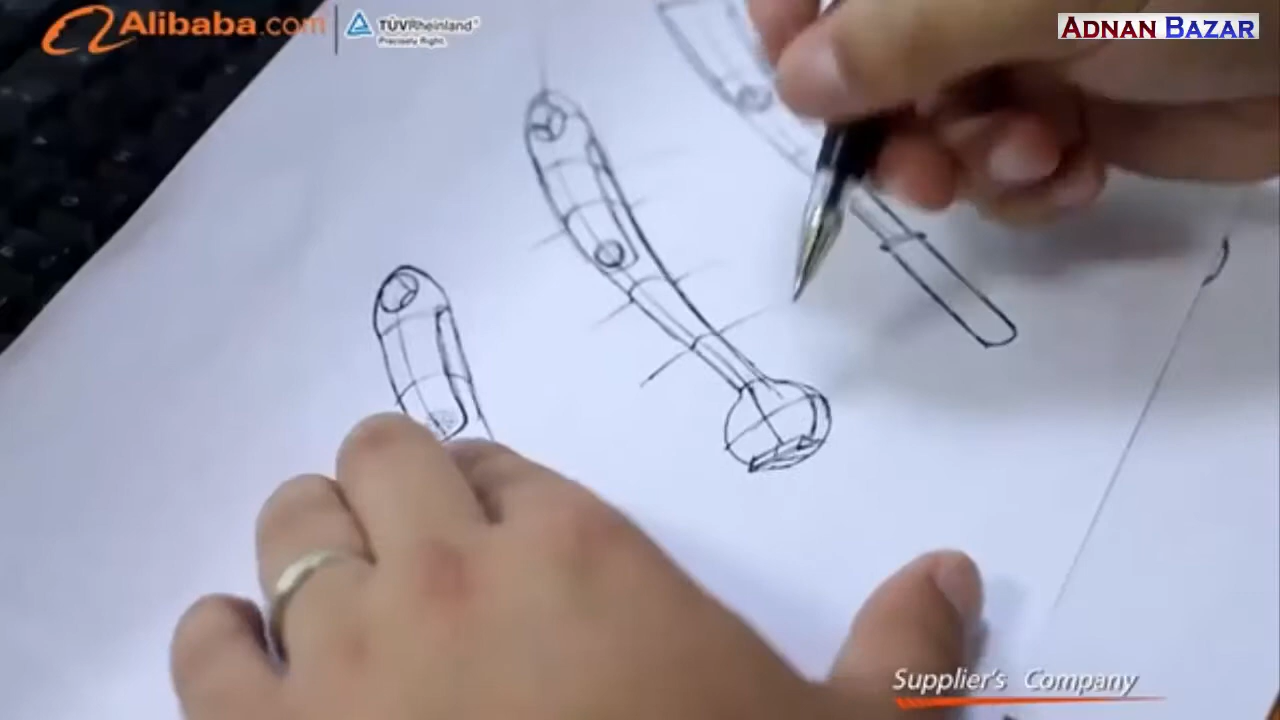 Alibaba.com
TÜVRheinland®
Precisely Right.
ADNAN BAZAR
Supplier's Company